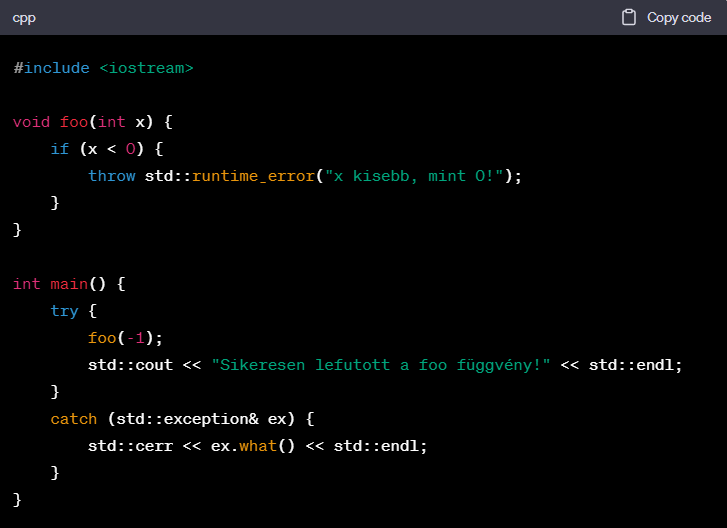 cpp
Copy code
#include <iostream>
void foo(int x) {
    if (x < 0) {
        throw std::runtime_error("x kisebb, mint 0!");
    }
}
int main() {
    try {
        foo(-1);
        std::cout << "Sikeresen lefutott a foo függvény!" << std::endl;
    }
    catch (std::exception& ex) {
        std::cerr << ex.what() << std::endl;
    }
}